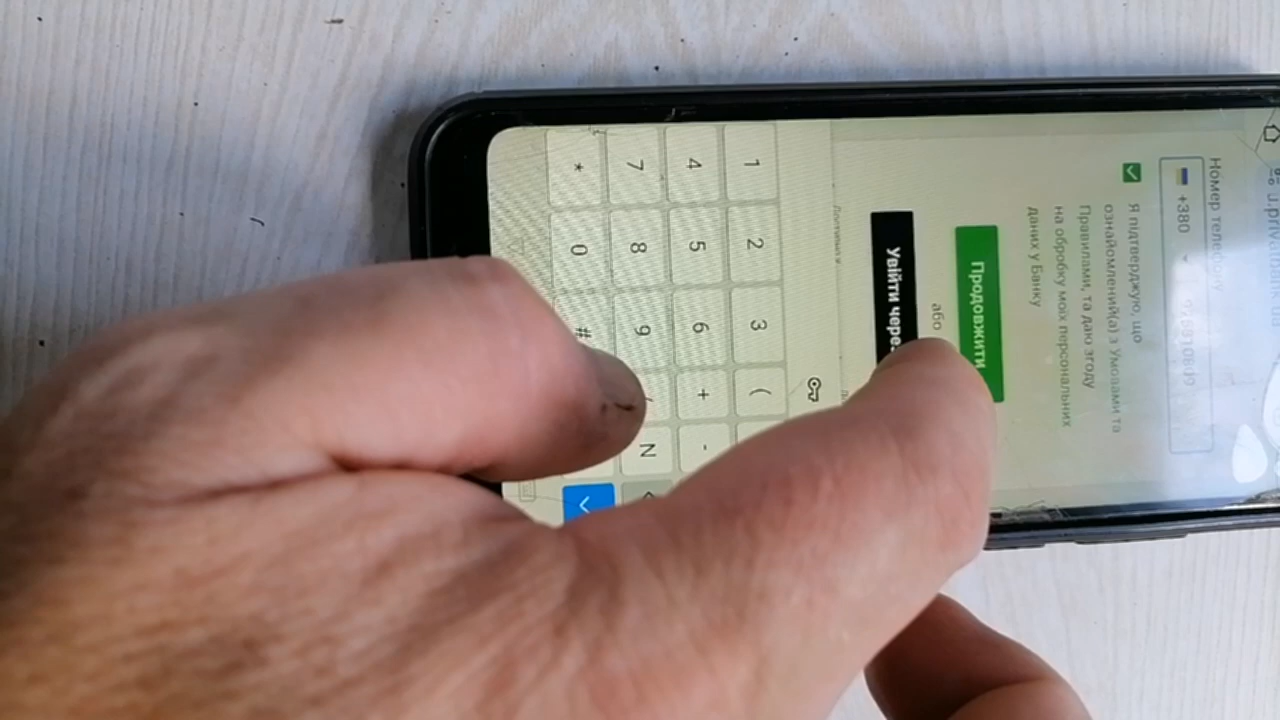 Номер телефону
+380
Я підтверджую, що
ознайомлений(а) з Умовами та
Правилами, та даю згоду
на обробку моїх персональних
даних у Банку
Продовжити
або
Увійти чере
1 2 3 (
4 5 6 + -
7 8 9 N
* 0 #